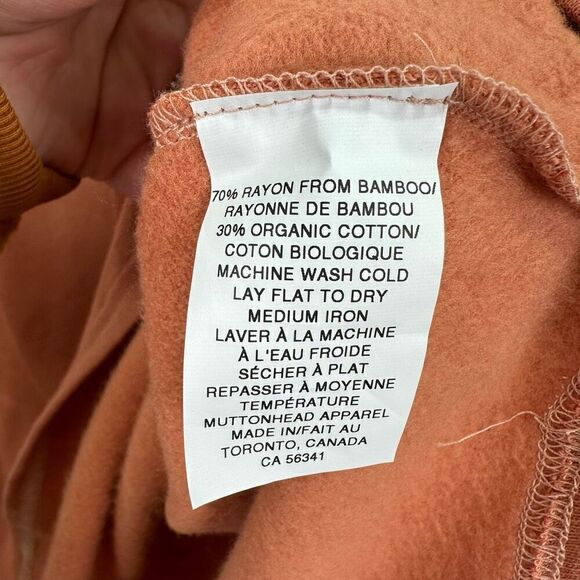 70% RAYON FROM BAMBOO/
RAYONNE DE BAMBOU
30% ORGANIC COTTON/
COTON BIOLOGIQUE
MACHINE WASH COLD
LAY FLAT TO DRY
MEDIUM IRON
LAVER À LA MACHINE
À L'EAU FROIDE
SÉCHER À PLAT
REPASSER À MOYENNE
TEMPÉRATURE
MUTTONHEAD APPAREL
MADE IN/FAIT AU
TORONTO, CANADA
CA 56341